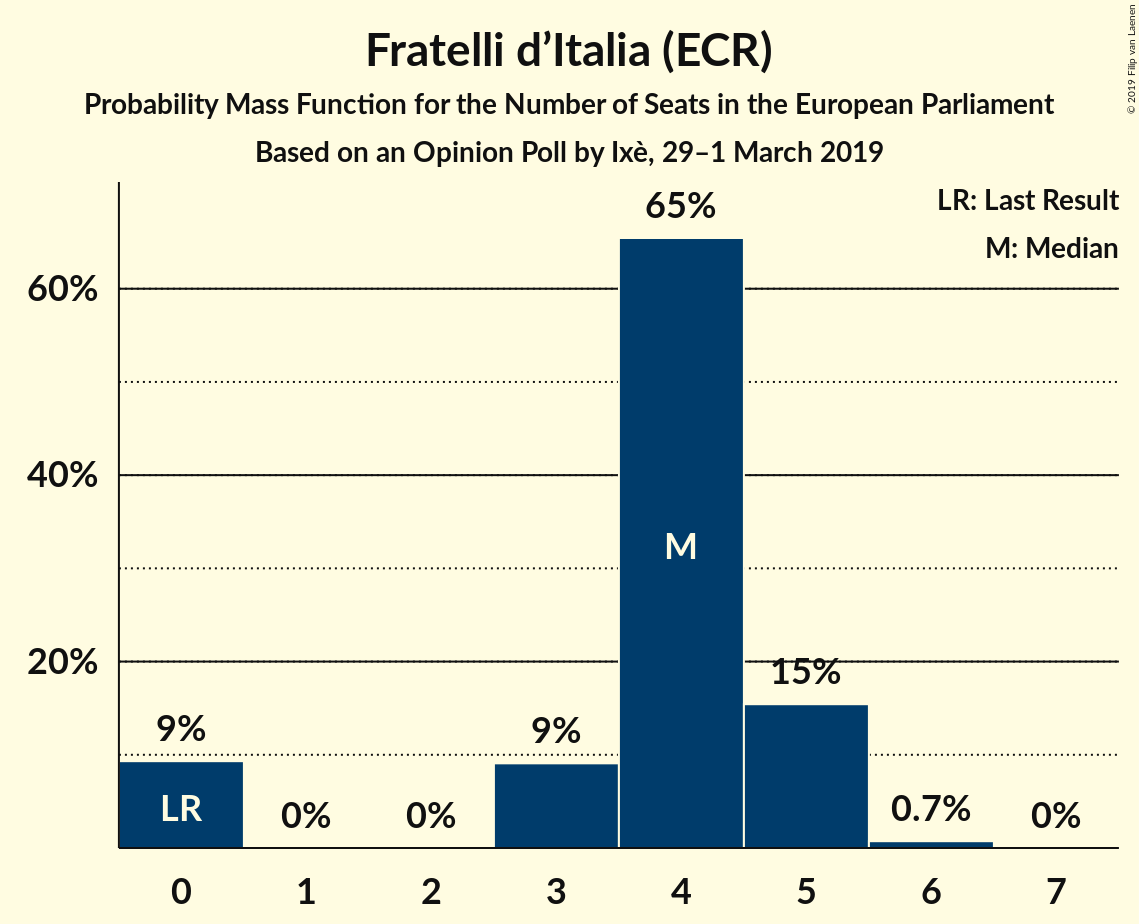 Fratelli d’Italia (ECR)
Probability Mass Function for the Number of Seats in the European Parliament
Based on an Opinion Poll by Ixè, 29–1 March 2019
© 2019 Filip van Laenen
LR: Last Result
M: Median
65%
60%
40%
M
20%
15%
9%
9%
LR
0%
0%
0.7%
0%
0 1 2 3 4 5 6 7